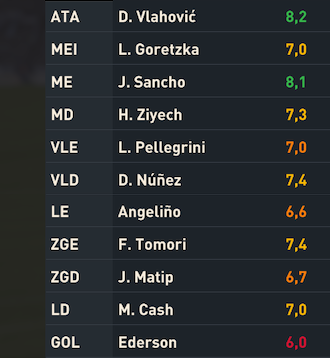 ATA D. Vlahović 8,2
MEI L. Goretzka 7,0
ME J. Sancho 8,1
MD H. Ziyech 7,3
VLE L. Pellegrini 7,0
VLD D. Núñez 7,4
LE Angeliño 6,6
ZGE F. Tomori 7,4
ZGD J. Matip 6,7
LD M. Cash 7,0
GOL Ederson 6,0